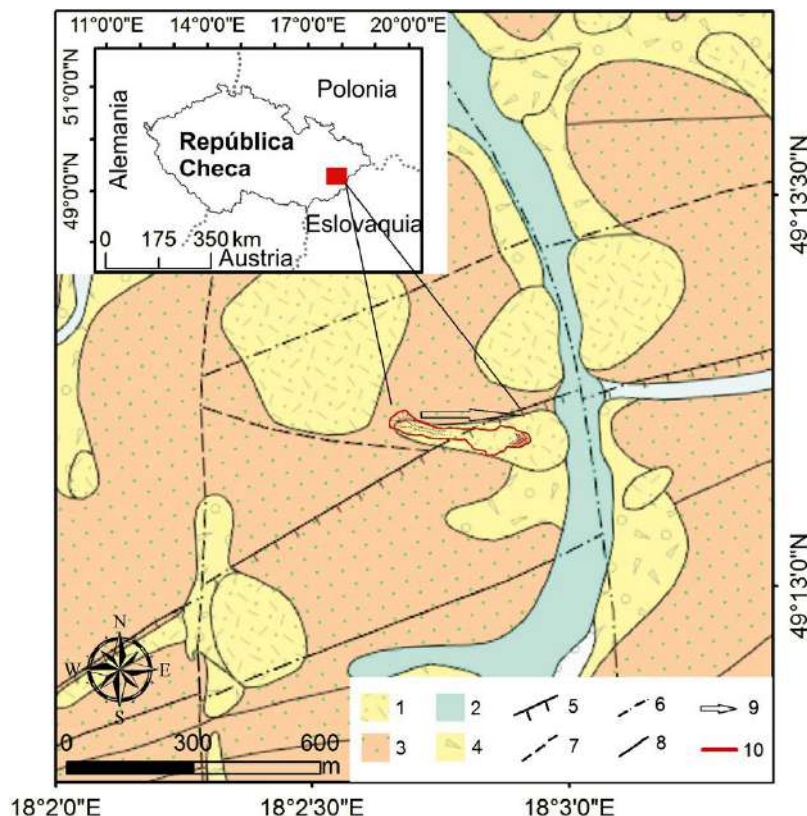 11°0'0"E 14°0'0"E 17°0'0"E 20°0'0"E
51°0'0"N
49°0'0"N
Alemania
Polonia
República
Checa
Eslovaquia
0 175 350 km
Austria
49°13'30"N
49°13'0"N
N
W E
S
0 300 600
m
1 2 5 6 9
3 4 7 8 10
18°2'0"E 18°2'30"E 18°3'0"E